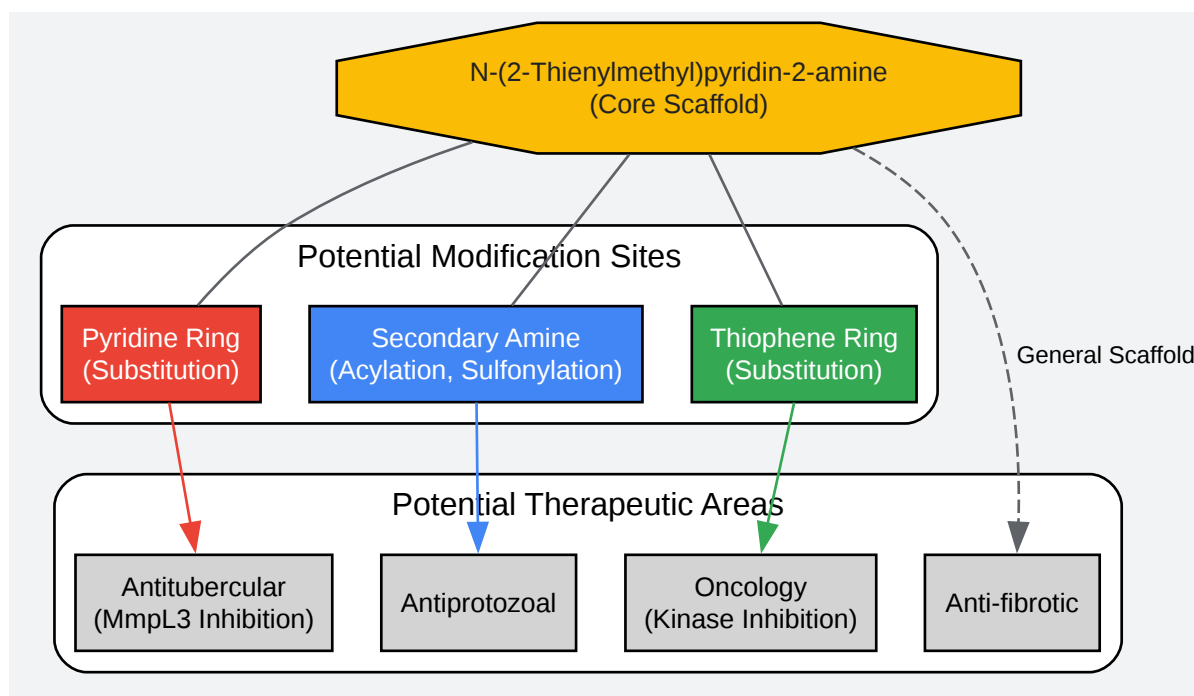 N-(2-Thienylmethyl)pyridin-2-amine
(Core Scaffold)
Potential Modification Sites
Pyridine Ring
(Substitution)
Secondary Amine
(Acylation, Sulfonylation)
Thiophene Ring
(Substitution)
General Scaffold
Potential Therapeutic Areas
Antitubercular
(MmpL3 Inhibition)
Antiprotozoal
Oncology
(Kinase Inhibition)
Anti-fibrotic